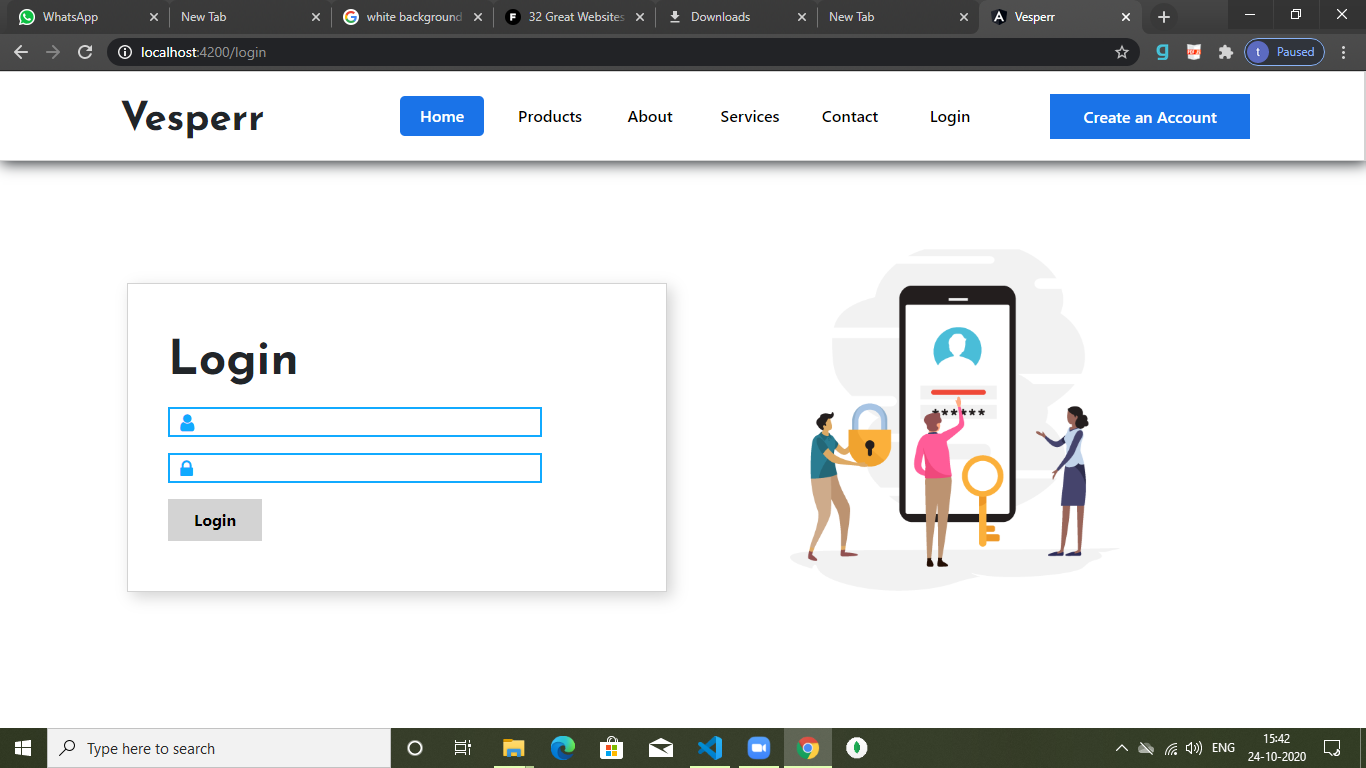 WhatsApp
New Tab
white background
32 Great Websites
Downloads
New Tab
Vesperr
localhost:4200/login
g
t Paused
Vesperr
Home
Products
About
Services
Contact
Login
Create an Account
Login
******
Login
Type here to search
ENG
15:42
24-10-2020